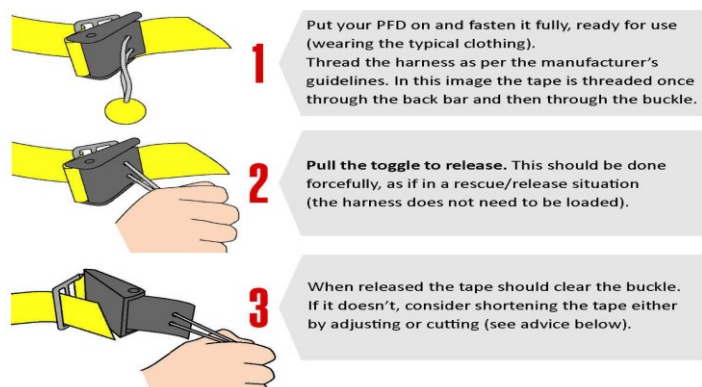 1
Put your PFD on and fasten it fully, ready for use
(wearing the typical clothing).
Thread the harness as per the manufacturer's
guidelines. In this image the tape is threaded once
through the back bar and then through the buckle.
2
Pull the toggle to release. This should be done
forcefully, as if in a rescue/release situation
(the harness does not need to be loaded).
3
When released the tape should clear the buckle.
If it doesn't, consider shortening the tape either
by adjusting or cutting (see advice below).